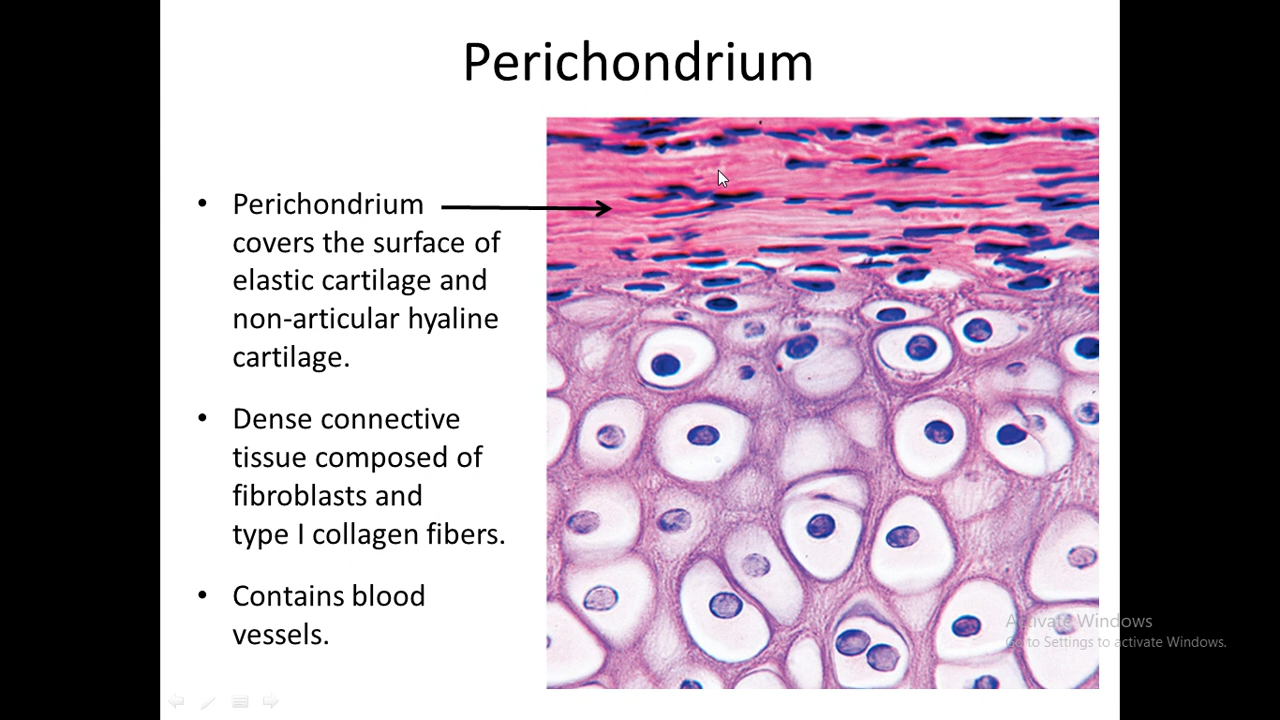 Perichondrium
• Perichondrium
covers the surface of
elastic cartilage and
non-articular hyaline
cartilage.
• Dense connective
tissue composed of
fibroblasts and
type I collagen fibers.
• Contains blood
vessels.
Activate Windows
Go to Settings to activate Windows.